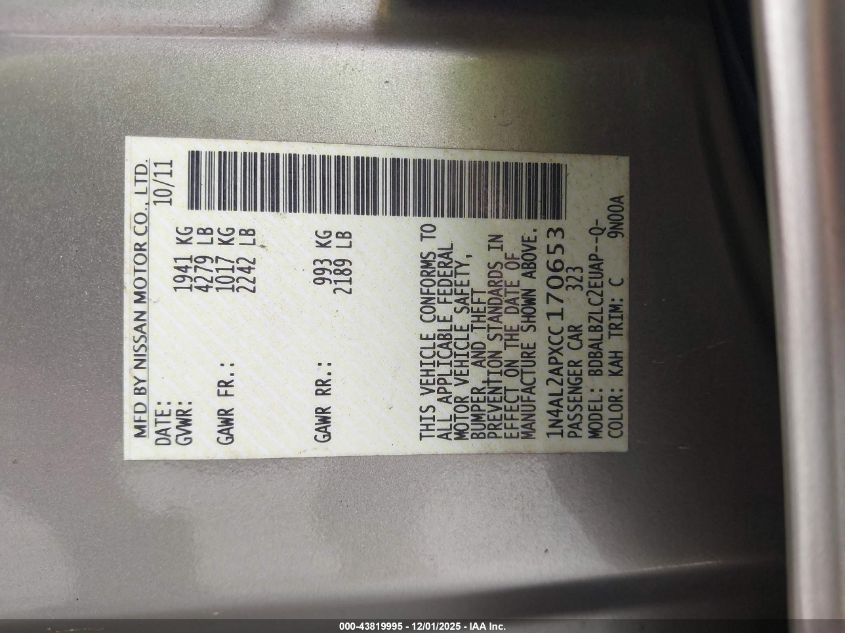 MFD BY NISSAN MOTOR CO., LTD.
DATE: 10/11
GVWR: 1941 KG
4279 LB
GAWR FR.: 1017 KG
2242 LB
GAWR RR.: 993 KG
2189 LB
THIS VEHICLE CONFORMS TO
ALL APPLICABLE FEDERAL
MOTOR VEHICLE SAFETY,
BUMPER, AND THEFT
PREVENTION STANDARDS IN
EFFECT ON THE DATE OF
MANUFACTURE SHOWN ABOVE.
1N4AL2APXCC170653
PASSENGER CAR 323
MODEL: BDBALBZLC2EUAP--Q-
COLOR: KAH TRIM: C 9N00A
000-43819995 - 12/01/2025 - IAA Inc.